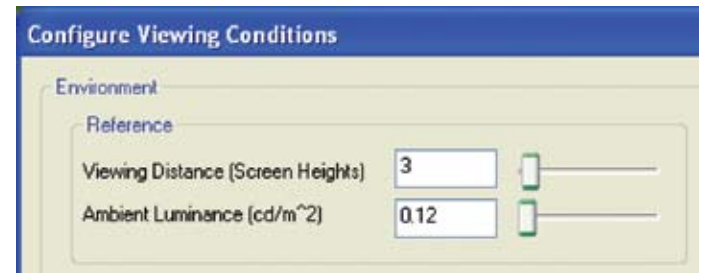 Configure Viewing Conditions
Environment
Reference
Viewing Distance (Screen Heights) 3
Ambient Luminance (cd/m^2) 0.12